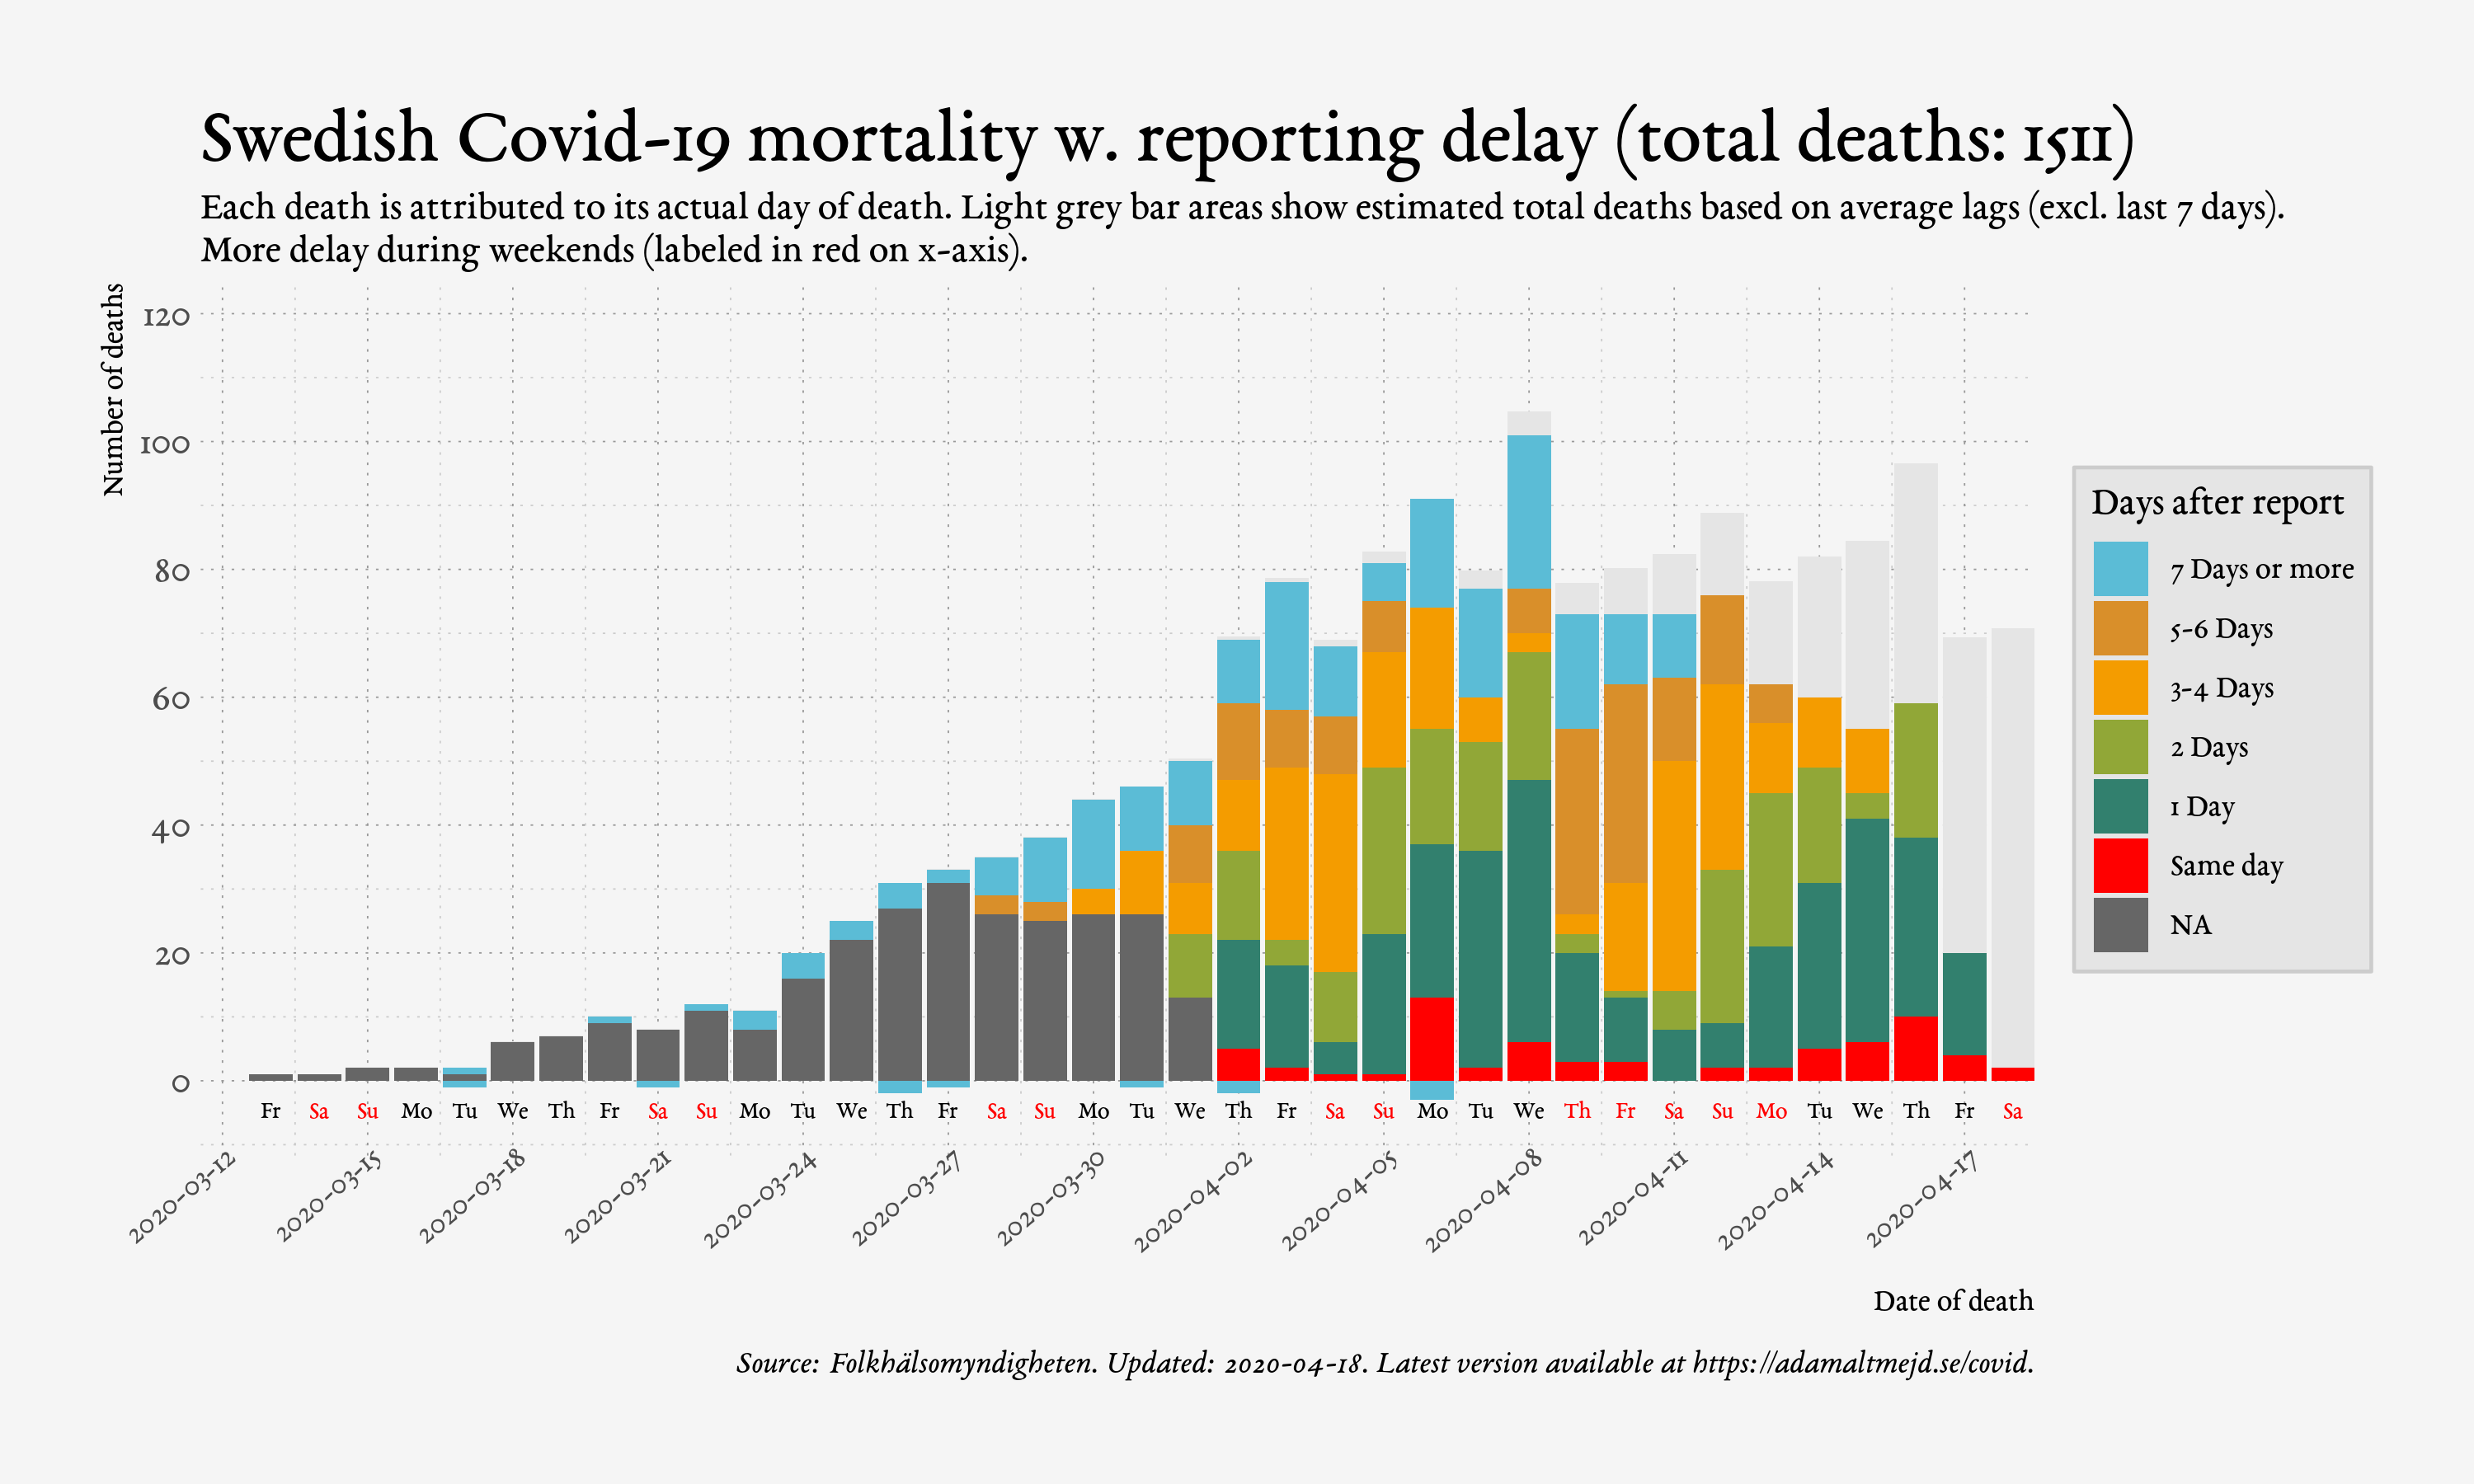 Swedish Covid-19 mortality w. reporting delay (total deaths: 1511)
Each death is attributed to its actual day of death. Light grey bar areas show estimated total deaths based on average lags (excl. last 7 days).
More delay during weekends (labeled in red on x-axis).
Number of deaths
120
100
80
60
40
20
0
Fr Sa Su Mo Tu We Th Fr Sa Su Mo Tu We Th Fr Sa Su Mo Tu We Th Fr Sa Su Mo Tu We Th Fr Sa Su Mo Tu We Th Fr Sa
2020-03-12 2020-03-15 2020-03-18 2020-03-21 2020-03-24 2020-03-27 2020-03-30 2020-04-02 2020-04-05 2020-04-08 2020-04-11 2020-04-14 2020-04-17
Date of death
Days after report
7 Days or more
5-6 Days
3-4 Days
2 Days
1 Day
Same day
NA
Source: Folkhälsomyndigheten. Updated: 2020-04-18. Latest version available at https://adamaltmejd.se/covid.